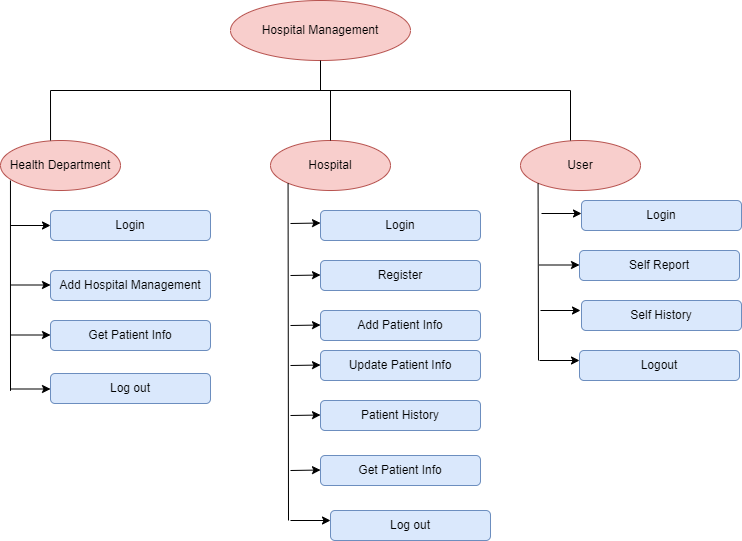 Hospital Management
Health Department
Hospital
User
Login
Add Hospital Management
Get Patient Info
Log out
Login
Register
Add Patient Info
Update Patient Info
Patient History
Get Patient Info
Log out
Login
Self Report
Self History
Logout